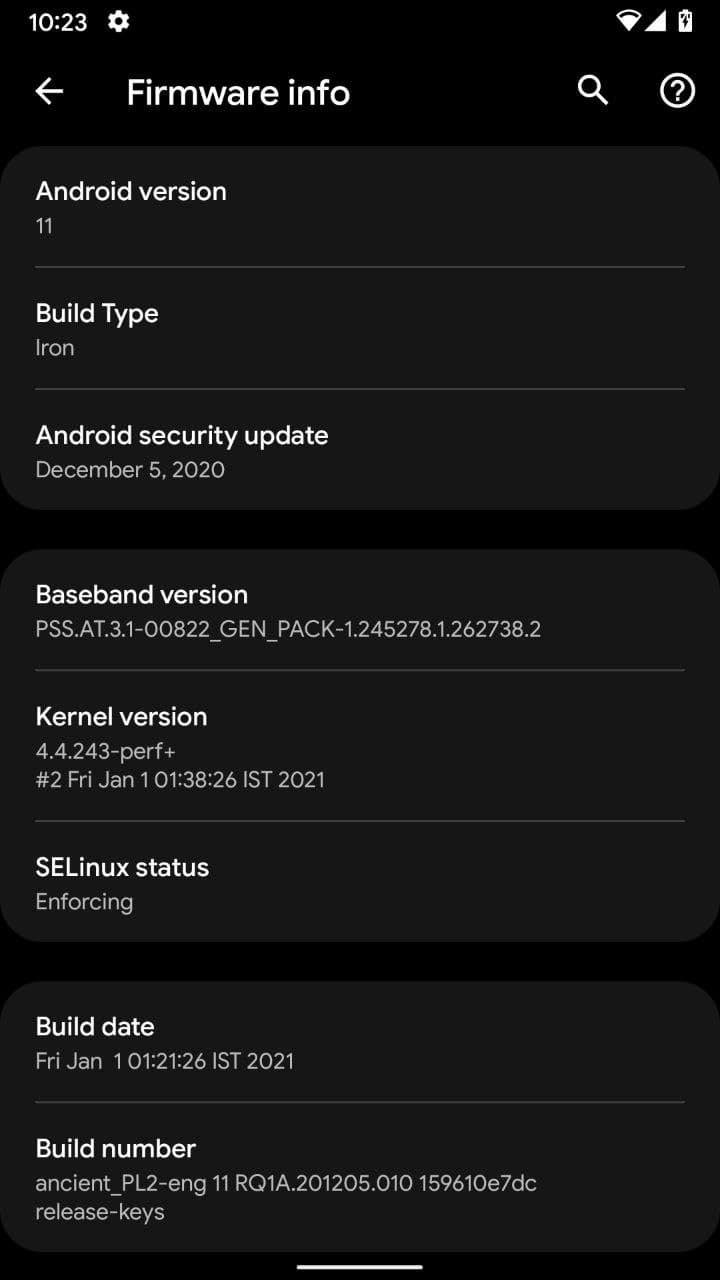 10:23
Firmware info
Android version
11
Build Type
Iron
Android security update
December 5, 2020
Baseband version
PSS.AT.3.1-00822_GEN_PACK-1.245278.1.262738.2
Kernel version
4.4.243-perf+
#2 Fri Jan 1 01:38:26 IST 2021
SELinux status
Enforcing
Build date
Fri Jan  1 01:21:26 IST 2021
Build number
ancient_PL2-eng 11 RQ1A.201205.010 159610e7dc
release-keys